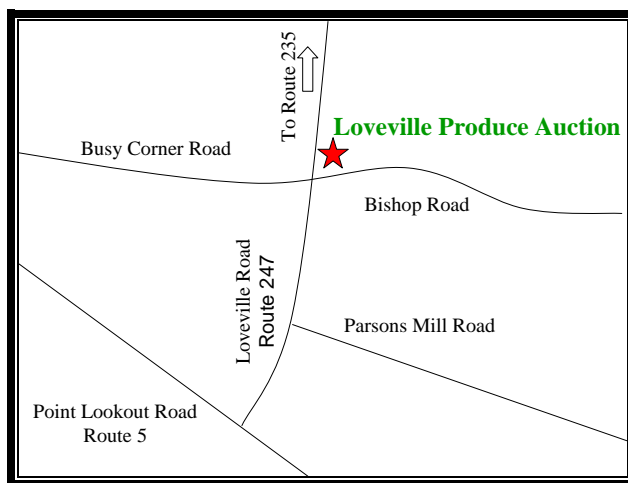 To Route 235
Loveville Produce Auction
Busy Corner Road
Bishop Road
Loveville Road
Route 247
Parsons Mill Road
Point Lookout Road
Route 5